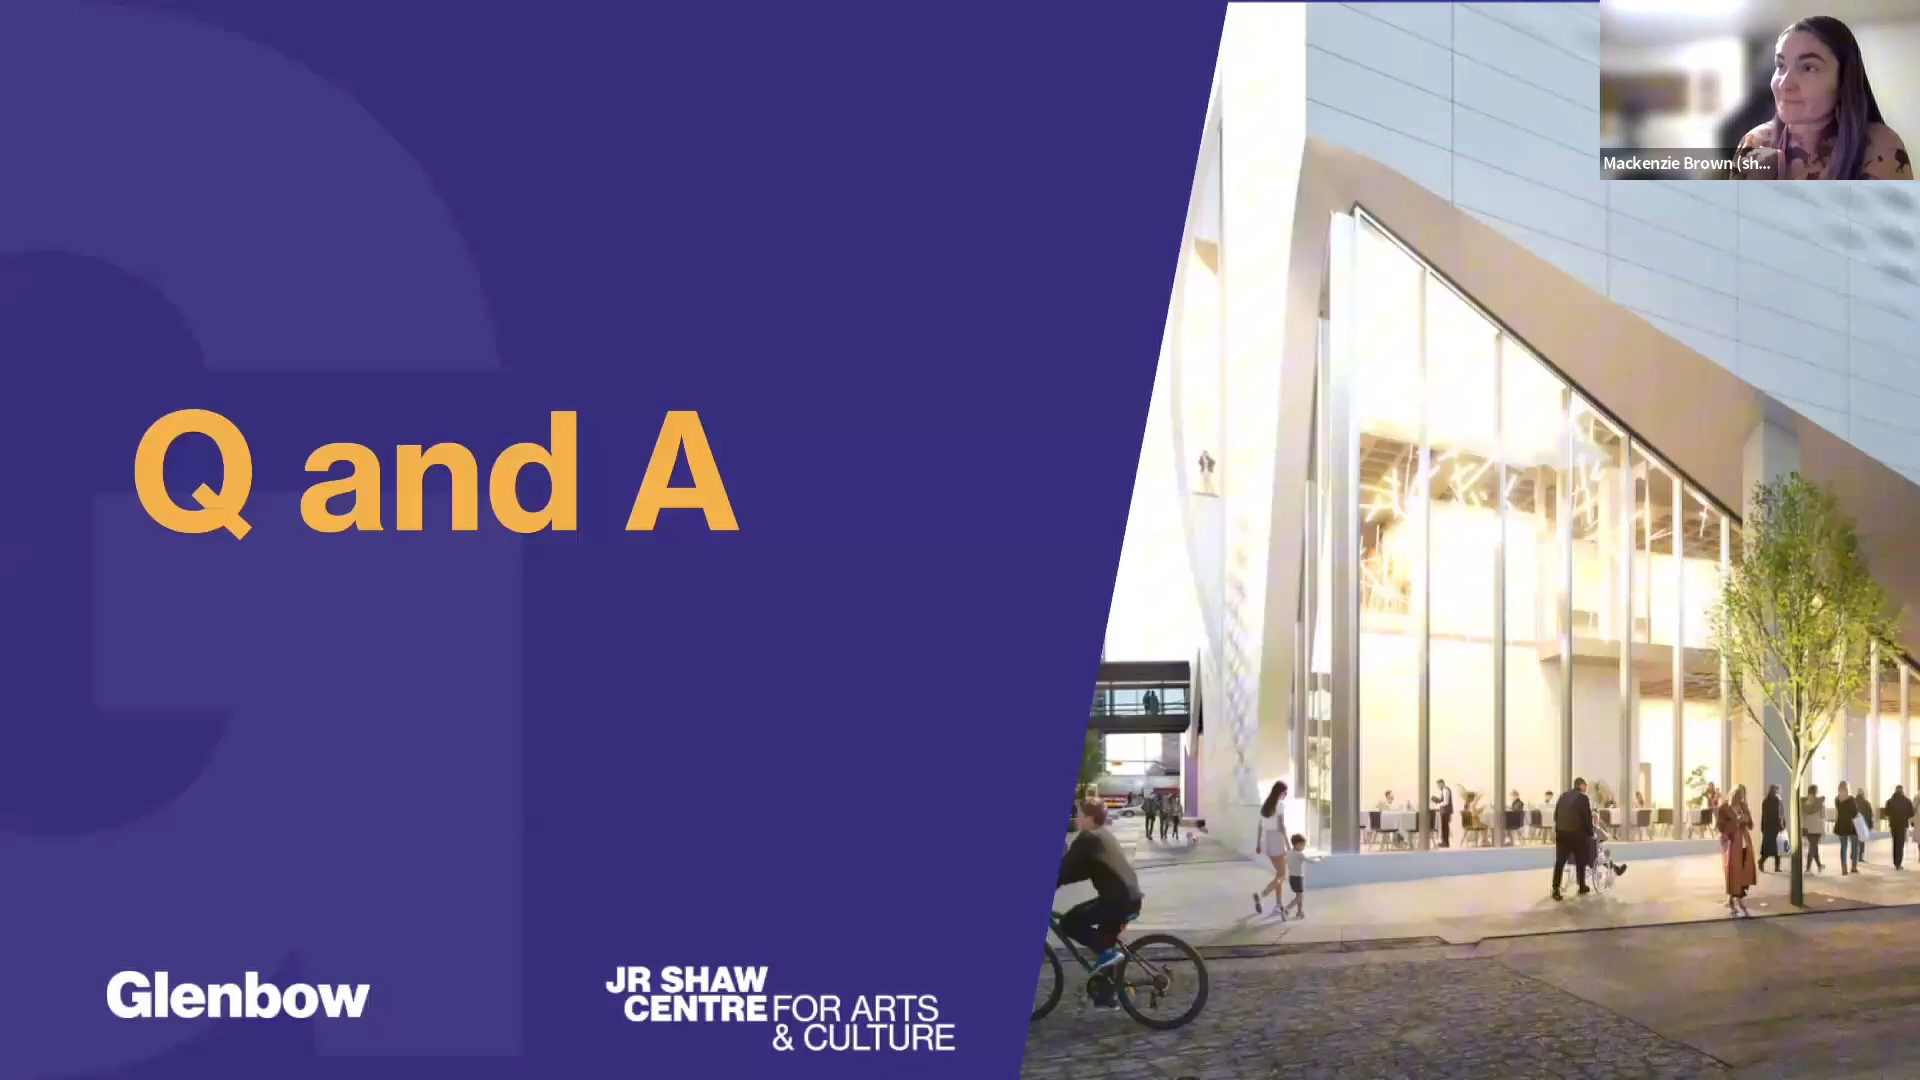 Mackenzie Brown (sh...
Q and A
Glenbow
JR SHAW
CENTRE FOR ARTS
& CULTURE